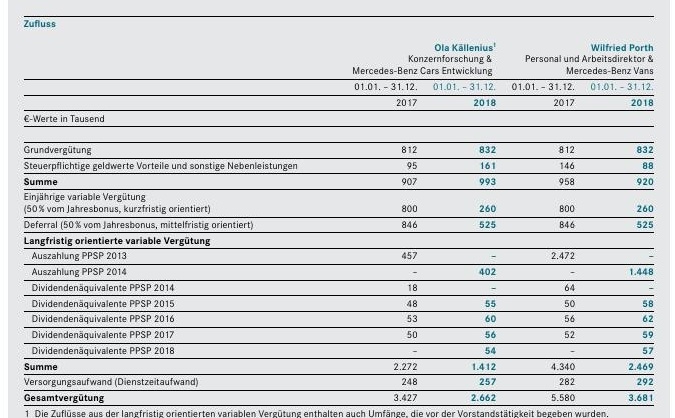 Zufluss
Ola Källenius¹ Wilfried Porth
Konzernforschung & Personal und Arbeitsdirektor &
Mercedes-Benz Cars Entwicklung Mercedes-Benz Vans
01.01. – 31.12. 01.01. – 31.12. 01.01. – 31.12. 01.01. – 31.12.
2017 2018 2017 2018
€-Werte in Tausend
Grundvergütung 812 832 812 832
Steuerpflichtige geldwerte Vorteile und sonstige Nebenleistungen 95 161 146 88
Summe 907 993 958 920
Einjährige variable Vergütung
(50 % vom Jahresbonus, kurzfristig orientiert) 800 260 800 260
Deferral (50 % vom Jahresbonus, mittelfristig orientiert) 846 525 846 525
Langfristig orientierte variable Vergütung
Auszahlung PPSP 2013 457 – 2.472 –
Auszahlung PPSP 2014 – 402 – 1.448
Dividendenäquivalente PPSP 2014 18 – 64 –
Dividendenäquivalente PPSP 2015 48 55 50 58
Dividendenäquivalente PPSP 2016 53 60 56 62
Dividendenäquivalente PPSP 2017 50 56 52 59
Dividendenäquivalente PPSP 2018 – 54 – 57
Summe 2.272 1.412 4.340 2.469
Versorgungsaufwand (Dienstzeitaufwand) 248 257 282 292
Gesamtvergütung 3.427 2.662 5.580 3.681
1 Die Zuflüsse aus der langfristig orientierten variablen Vergütung enthalten auch Umfänge, die vor der Vorstandstätigkeit begeben wurden.